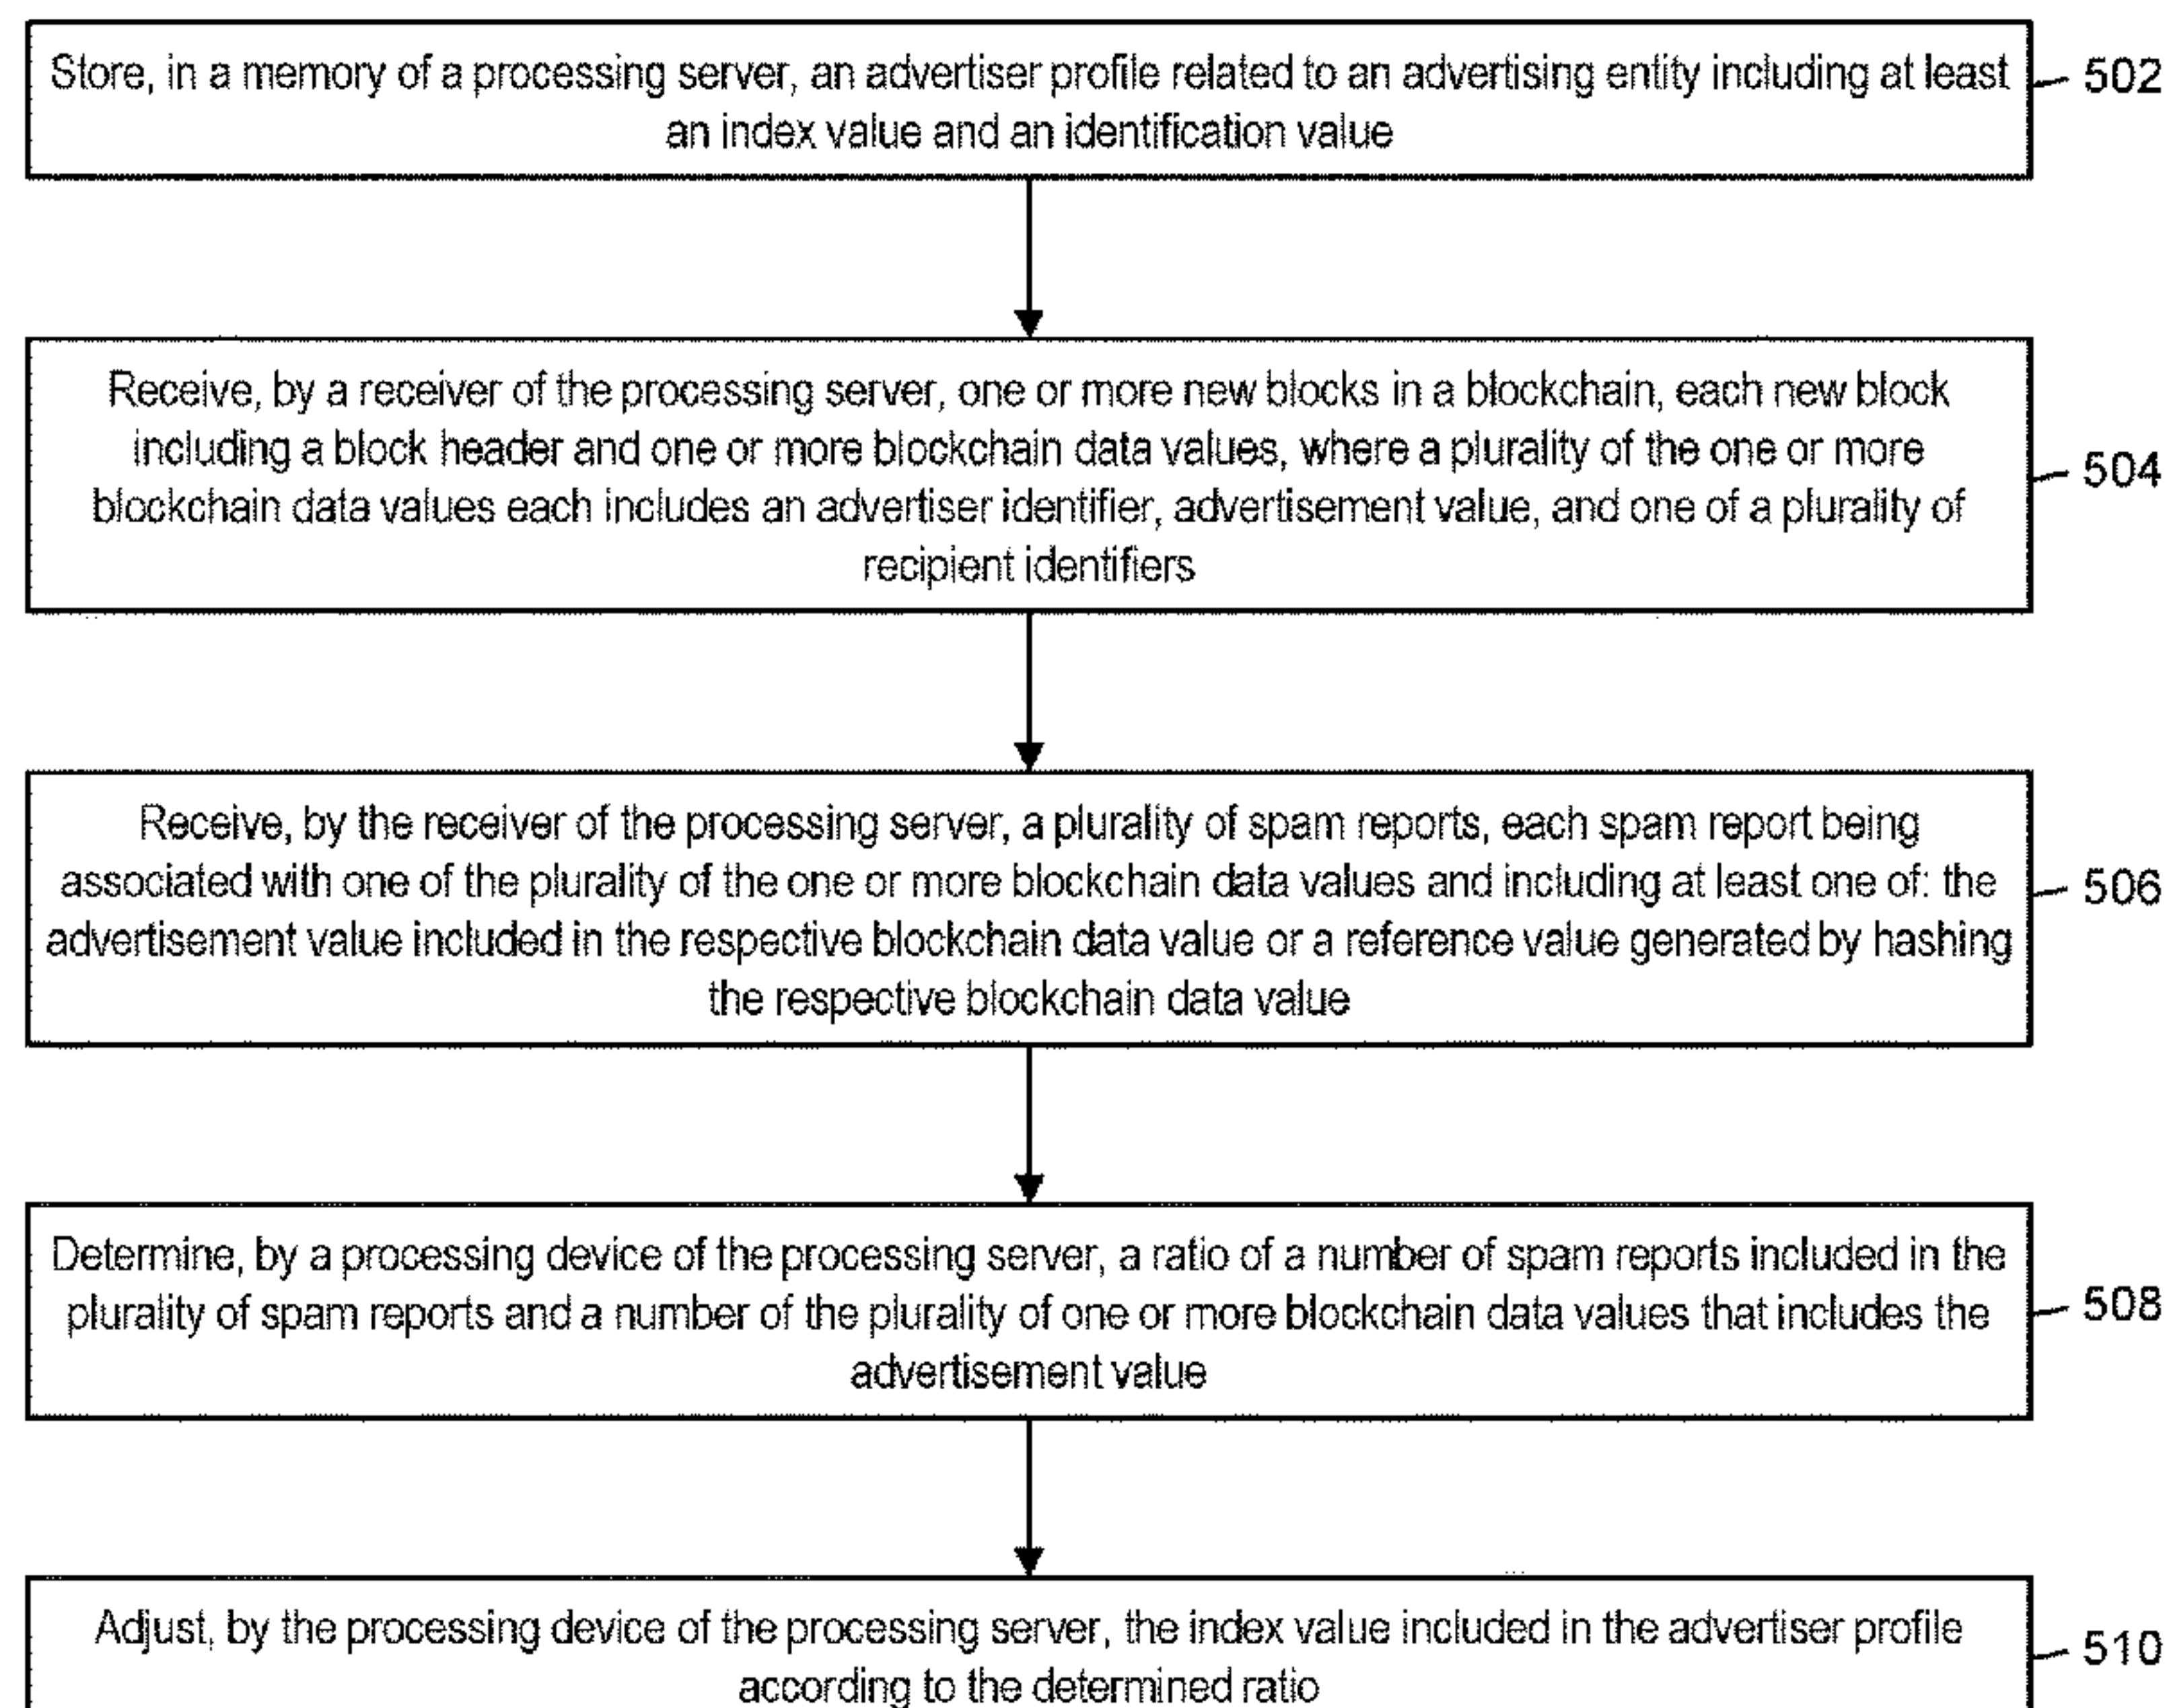 Store, in a memory of a processing server, an advertiser profile related to an advertising entity including at least
an index value and an identification value
502
Receive, by a receiver of the processing server, one or more new blocks in a blockchain, each new block
including a block header and one or more blockchain data values, where a plurality of the one or more
blockchain data values each includes an advertiser identifier, advertisement value, and one of a plurality of
recipient identifiers
504
Receive, by the receiver of the processing server, a plurality of spam reports, each spam report being
associated with one of the plurality of the one or more blockchain data values and including at least one of: the
advertisement value included in the respective blockchain data value or a reference value generated by hashing
the respective blockchain data value
506
Determine, by a processing device of the processing server, a ratio of a number of spam reports included in the
plurality of spam reports and a number of the plurality of one or more blockchain data values that includes the
advertisement value
508
Adjust, by the processing device of the processing server, the index value included in the advertiser profile
according to the determined ratio
510